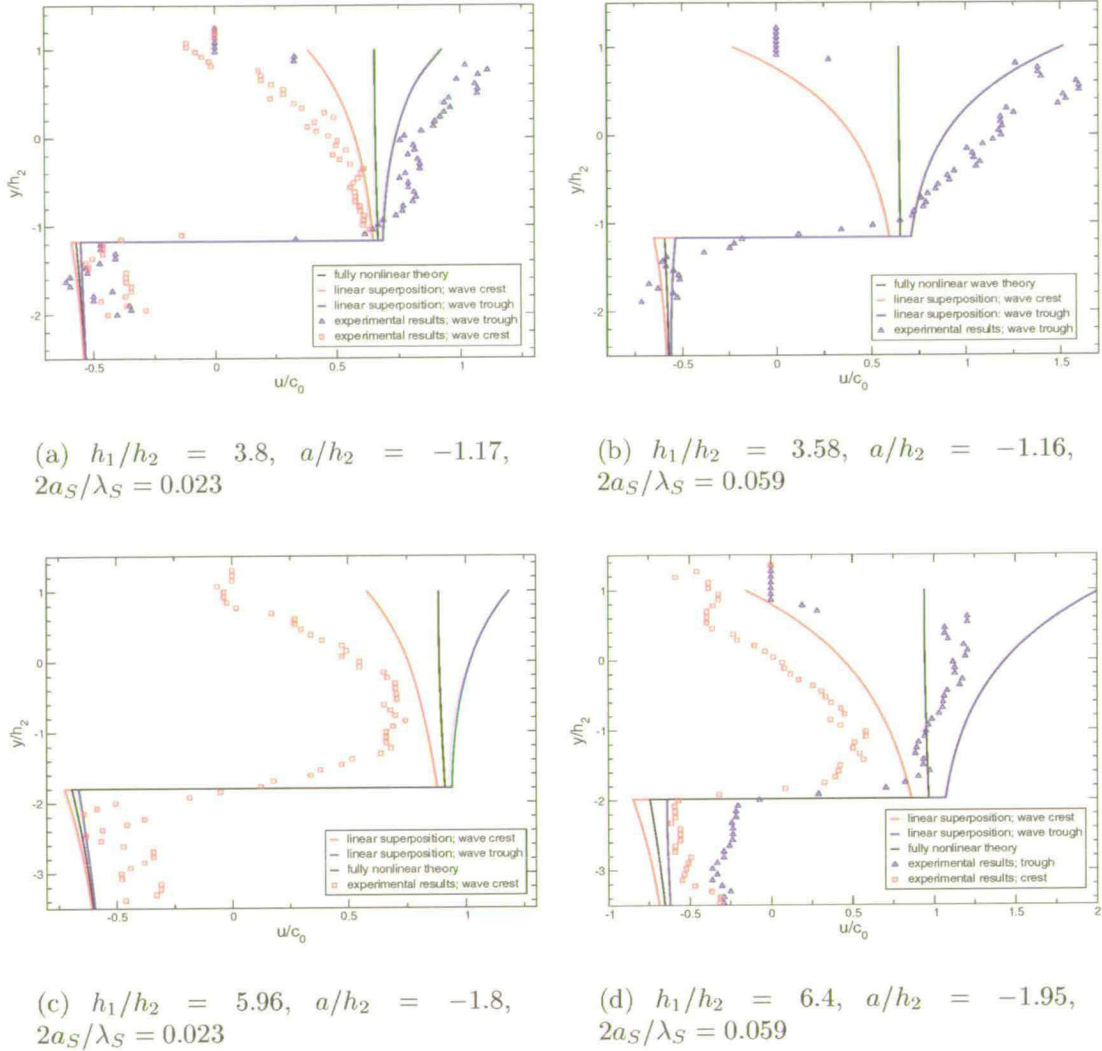 1
0
-1
-2
y/h2
-0.5
0
0.5
1
u/c0
fully nonlinear theory
linear superposition; wave crest
linear superposition; wave trough
experimental results; wave trough
experimental results; wave crest
1
0
-1
-2
y/h2
-0.5
0
0.5
1
1.5
u/c0
fully nonlinear wave theory
linear superposition; wave crest
linear superposition: wave trough
experimental results; wave trough
(a) h1/h2 = 3.8, a/h2 = −1.17,
2aS/λS = 0.023
(b) h1/h2 = 3.58, a/h2 = −1.16,
2aS/λS = 0.059
1
0
-1
-2
-3
y/h2
-0.5
0
0.5
1
u/c0
linear superposition; wave crest
linear superposition; wave trough
fully nonlinear theory
experimental results; wave crest
1
0
-1
-2
-3
y/h2
-1
-0.5
0
0.5
1
1.5
2
u/c0
linear superposition; wave crest
linear superposition; wave trough
fully nonlinear theory
experimental results; trough
experimental results; crest
(c) h1/h2 = 5.96, a/h2 = −1.8,
2aS/λS = 0.023
(d) h1/h2 = 6.4, a/h2 = −1.95,
2aS/λS = 0.059